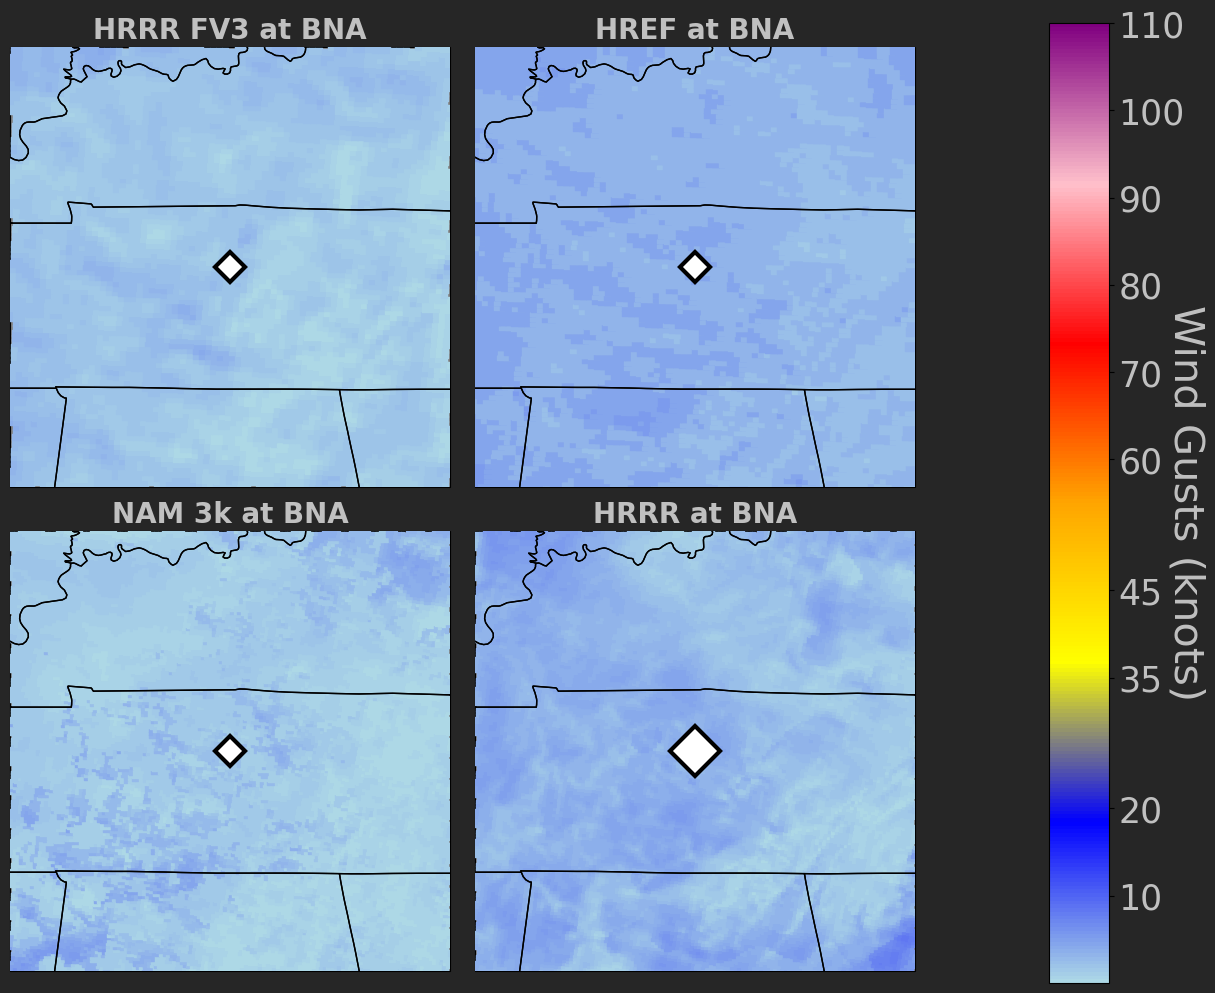 HRRR FV3 at BNA
HREF at BNA
NAM 3k at BNA
HRRR at BNA
110
100
90
80
70
60
45
35
20
10
Wind Gusts (knots)